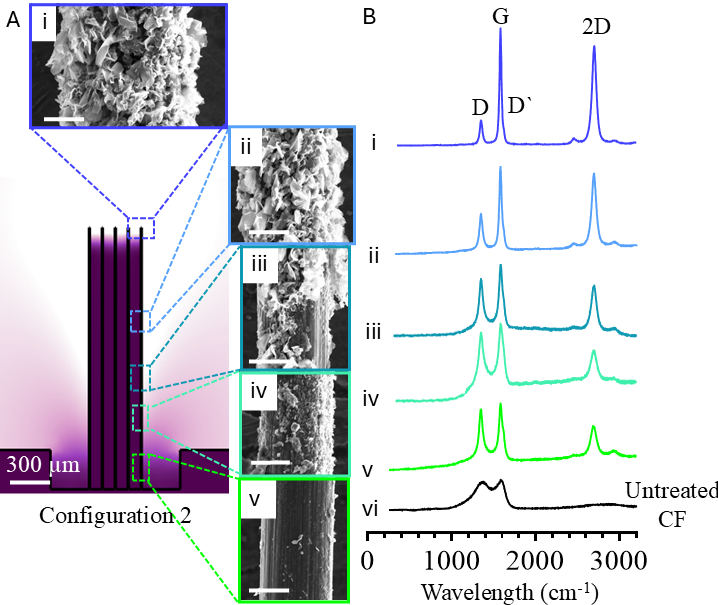 A
i
ii
iii
iv
v
300 µm
Configuration 2
B
G
2D
D
D`
i
ii
iii
iv
v
vi
Untreated
CF
0
1000
2000
3000
Wavelength (cm-1)